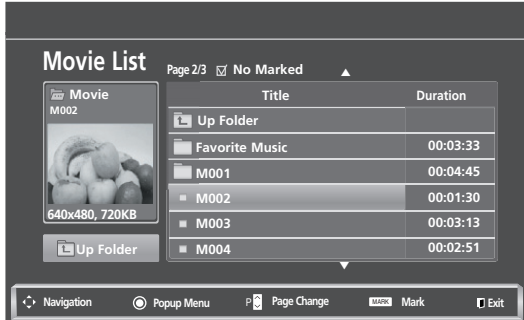 Movie List
Page 2/3 No Marked
Movie
M002
640x480, 720KB
Up Folder
Title Duration
Up Folder
Favorite Music 00:03:33
M001 00:04:45
M002 00:01:30
M003 00:03:13
M004 00:02:51
Navigation Popup Menu P Page Change MARK Mark Exit